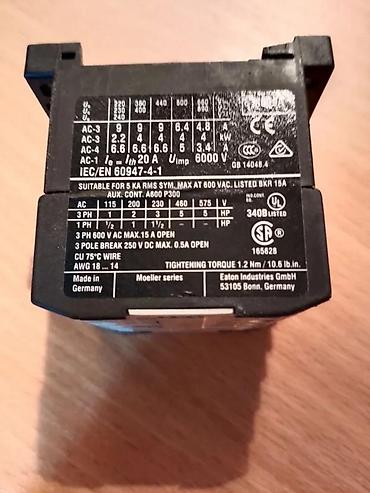 220 380 440 660
230 400
240
AC-3 9 9 9 6.4 4.8 A
AC-3 2.2 4 4 4 4 kW
AC-4 6.6 6.6 6.6 5 3.4 A
AC-1 Ie = Ith 20 A Uimp 6000 V
IEC/EN 60947-4-1
GB 14048.4
SUITABLE FOR 5 KA RMS SYM. MAX AT 600 VAC. LISTED BKR 15A
AUX. CONT. A600 P300
AC 115 200 230 460 575 V
3 PH 1 2 3 5 5 HP
1 PH 1/2 1 1 1/2 – – HP
IND. CONT. EQ.
UL
340B LISTED
3 PH 600 V AC MAX.15 A OPEN
3 POLE BREAK 250 V DC MAX. 0.5A OPEN
CU 75°C WIRE
AWG 18 ... 14
TIGHTENING TORQUE 1.2 Nm / 10.6 lb.in.
165628
Made in Germany
Moeller series
Eaton Industries GmbH
53105 Bonn, Germany